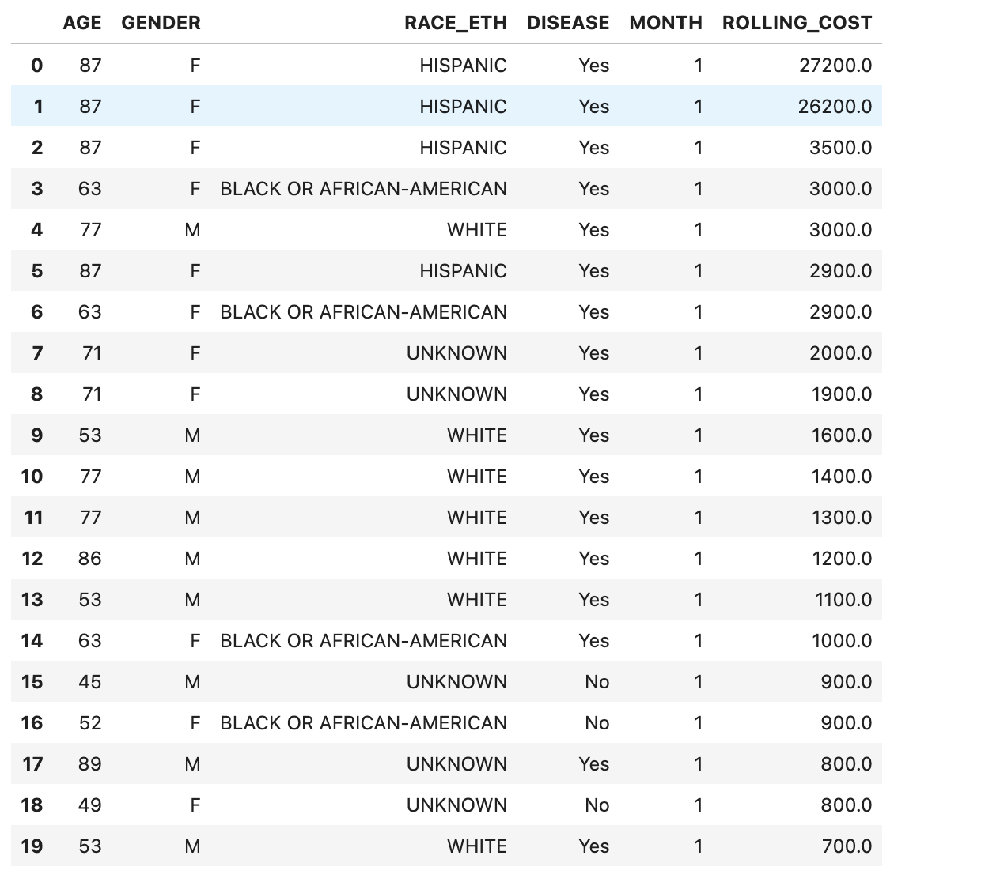 AGE GENDER RACE_ETH DISEASE MONTH ROLLING_COST
0 87 F HISPANIC Yes 1 27200.0
1 87 F HISPANIC Yes 1 26200.0
2 87 F HISPANIC Yes 1 3500.0
3 63 F BLACK OR AFRICAN-AMERICAN Yes 1 3000.0
4 77 M WHITE Yes 1 3000.0
5 87 F HISPANIC Yes 1 2900.0
6 63 F BLACK OR AFRICAN-AMERICAN Yes 1 2900.0
7 71 F UNKNOWN Yes 1 2000.0
8 71 F UNKNOWN Yes 1 1900.0
9 53 M WHITE Yes 1 1600.0
10 77 M WHITE Yes 1 1400.0
11 77 M WHITE Yes 1 1300.0
12 86 M WHITE Yes 1 1200.0
13 53 M WHITE Yes 1 1100.0
14 63 F BLACK OR AFRICAN-AMERICAN Yes 1 1000.0
15 45 M UNKNOWN No 1 900.0
16 52 F BLACK OR AFRICAN-AMERICAN No 1 900.0
17 89 M UNKNOWN Yes 1 800.0
18 49 F UNKNOWN No 1 800.0
19 53 M WHITE Yes 1 700.0